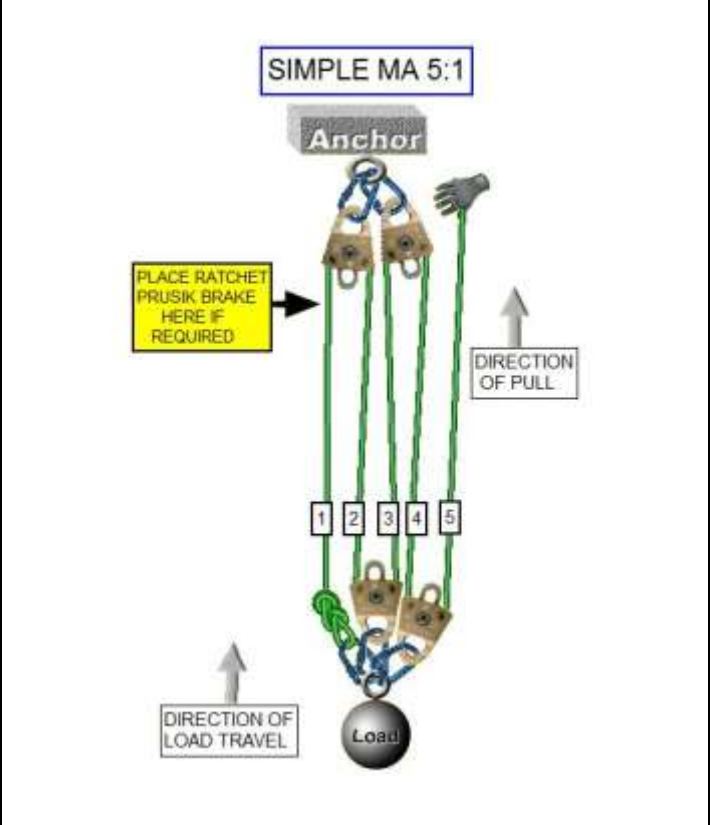 SIMPLE MA 5:1
Anchor
PLACE RATCHET
PRUSIK BRAKE
HERE IF
REQUIRED
DIRECTION
OF PULL
1 2 3 4 5
DIRECTION OF
LOAD TRAVEL
Load